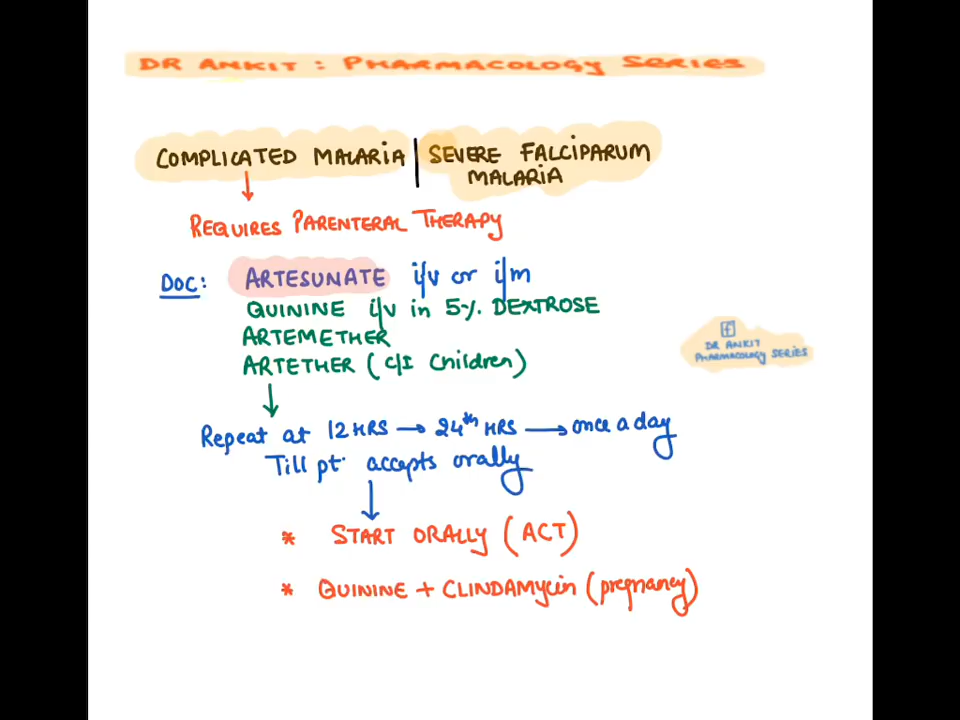 DR ANKIT : PHARMACOLOGY SERIES
COMPLICATED MALARIA | SEVERE FALCIPARUM
MALARIA
REQUIRES PARENTERAL THERAPY
DOC: ARTESUNATE i/v or i/m
QUININE i/v in 5% DEXTROSE
ARTEMETHER
ARTETHER (C/I Children)
f
DR ANKIT
PHARMACOLOGY SERIES
Repeat at 12 HRS → 24th HRS → once a day
Till pt. accepts orally
* START ORALLY (ACT)
* QUININE + CLINDAMYCIN (pregnancy)